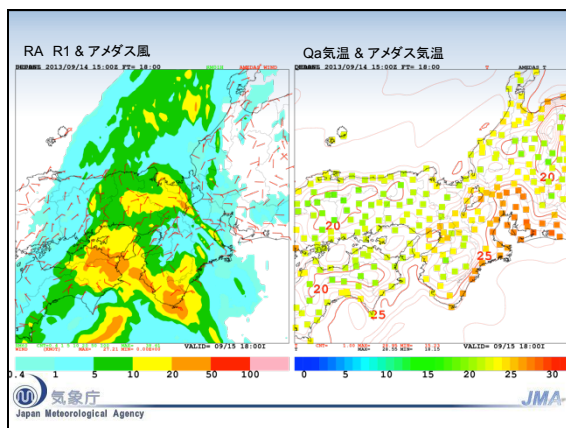 RA R1 & アメダス風
Qa気温 & アメダス気温
2013/09/14 15:00Z FT= 18:00
AMEDAS WIND
2013/09/14 15:00Z FT= 18:00
T
AMEDAS T
20
20
20
25
25
VALID= 09/15 18:00I
VALID= 09/15 18:00I
0.4 1 5 10 20 50 100
0 5 10 15 20 25 30
気象庁
Japan Meteorological Agency
JMA